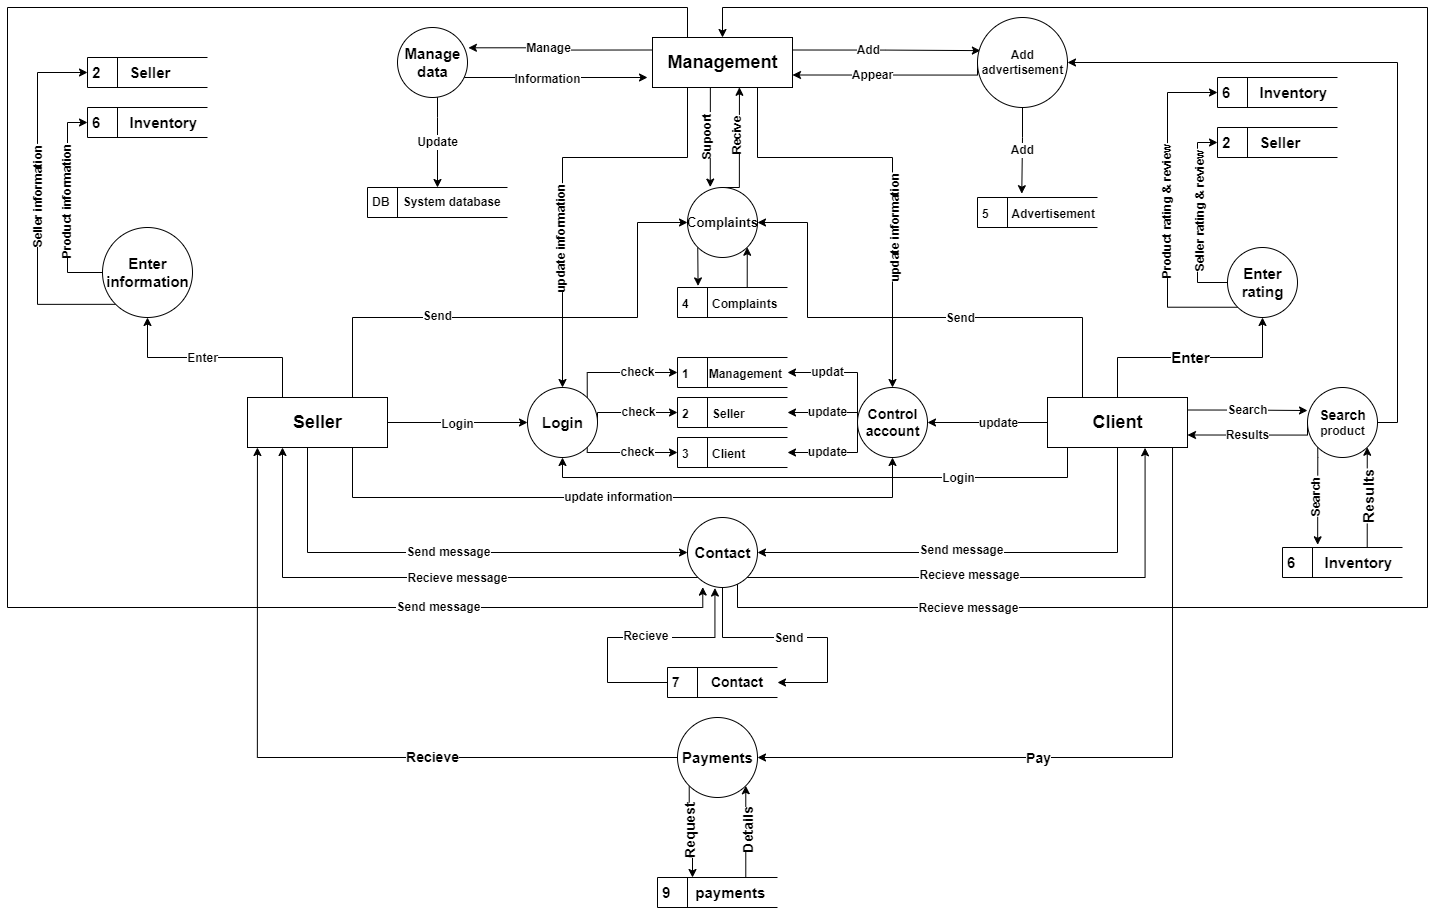 Manage
data
Manage
Information
Management
Add
Appear
Add
advertisement
2 Seller
6 Inventory
Update
DB System database
Supoort
Recive
Add
5 Advertisement
6 Inventory
2 Seller
Seller information
Product information
update information
Complaints
update information
Product rating & review
Seller rating & review
Enter
information
Enter
rating
4 Complaints
Send
Send
Enter
Enter
check
1 Management
updat
Seller
Login
Login
check
2 Seller
update
Control
account
update
Client
Search
Results
Search
product
check
3 Client
update
Login
update information
Search
Results
Send message
Contact
Send message
Recieve message
Recieve message
6 Inventory
Send message
Recieve message
Recieve
Send
7 Contact
Recieve
Payments
Pay
Request
Details
9 payments